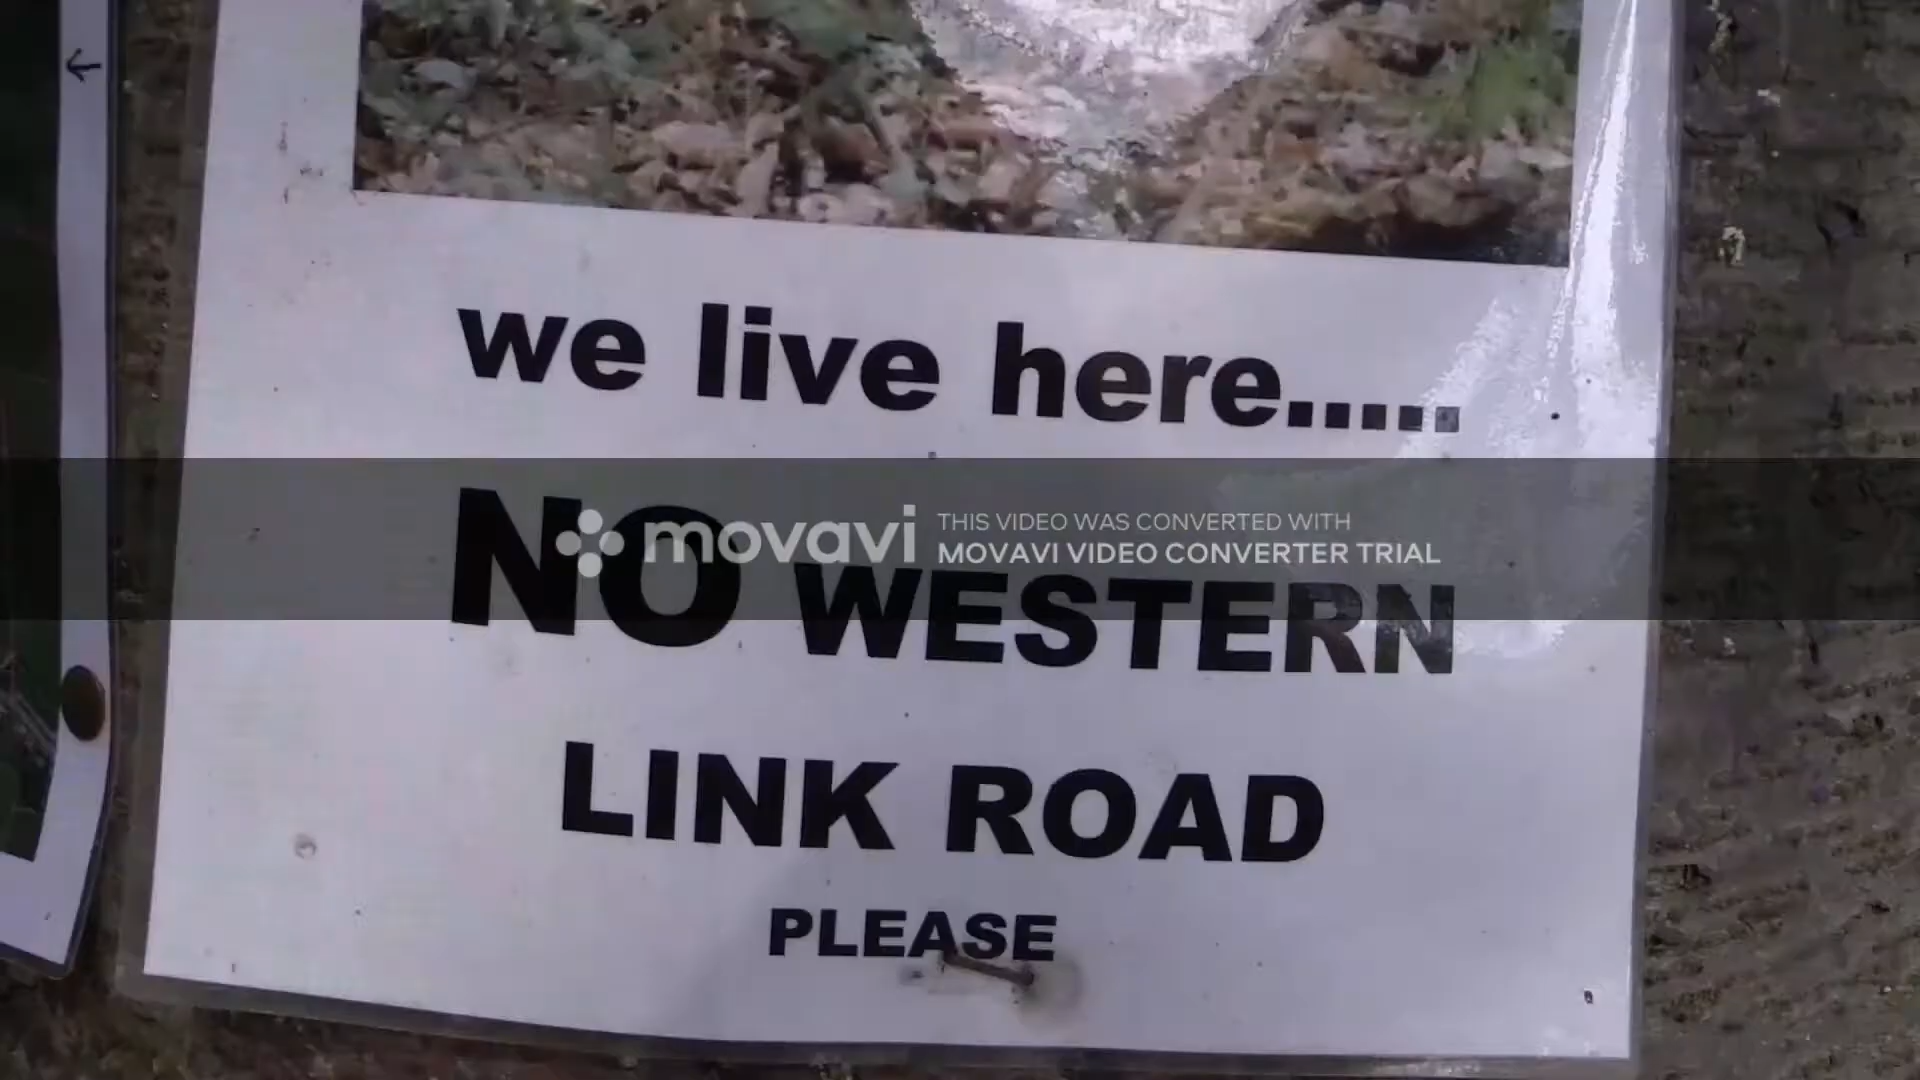 we live here.....
movavi
THIS VIDEO WAS CONVERTED WITH
MOVAVI VIDEO CONVERTER TRIAL
NO WESTERN
LINK ROAD
PLEASE